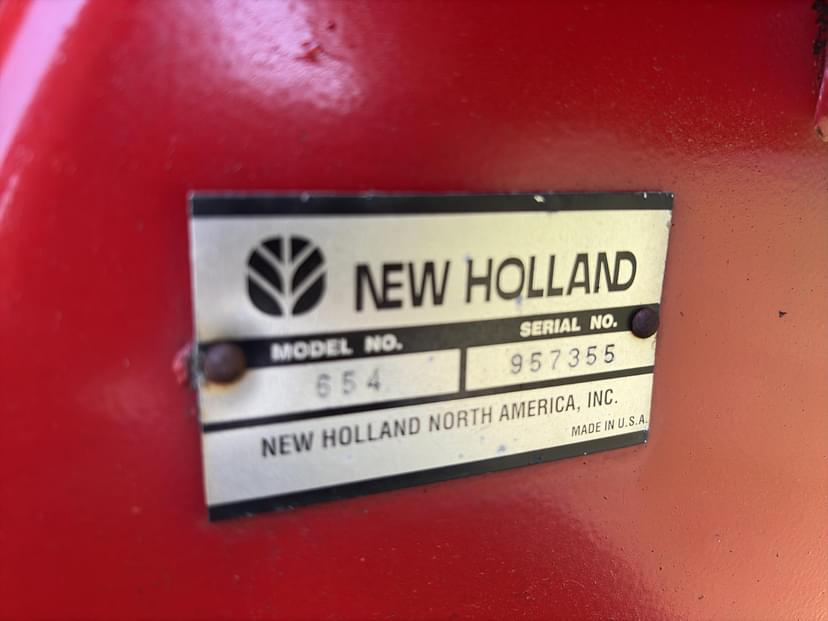 NEW HOLLAND
MODEL NO. SERIAL NO.
654 957355
NEW HOLLAND NORTH AMERICA, INC.
MADE IN U.S.A.